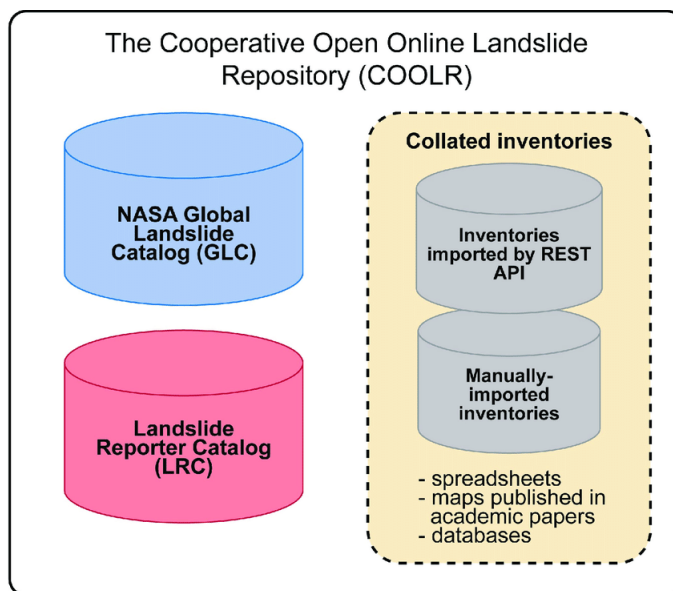 The Cooperative Open Online Landslide
Repository (COOLR)
NASA Global
Landslide
Catalog (GLC)
Landslide
Reporter Catalog
(LRC)
Collated inventories
Inventories
imported by REST
API
Manually-
imported
inventories
- spreadsheets
- maps published in
academic papers
- databases